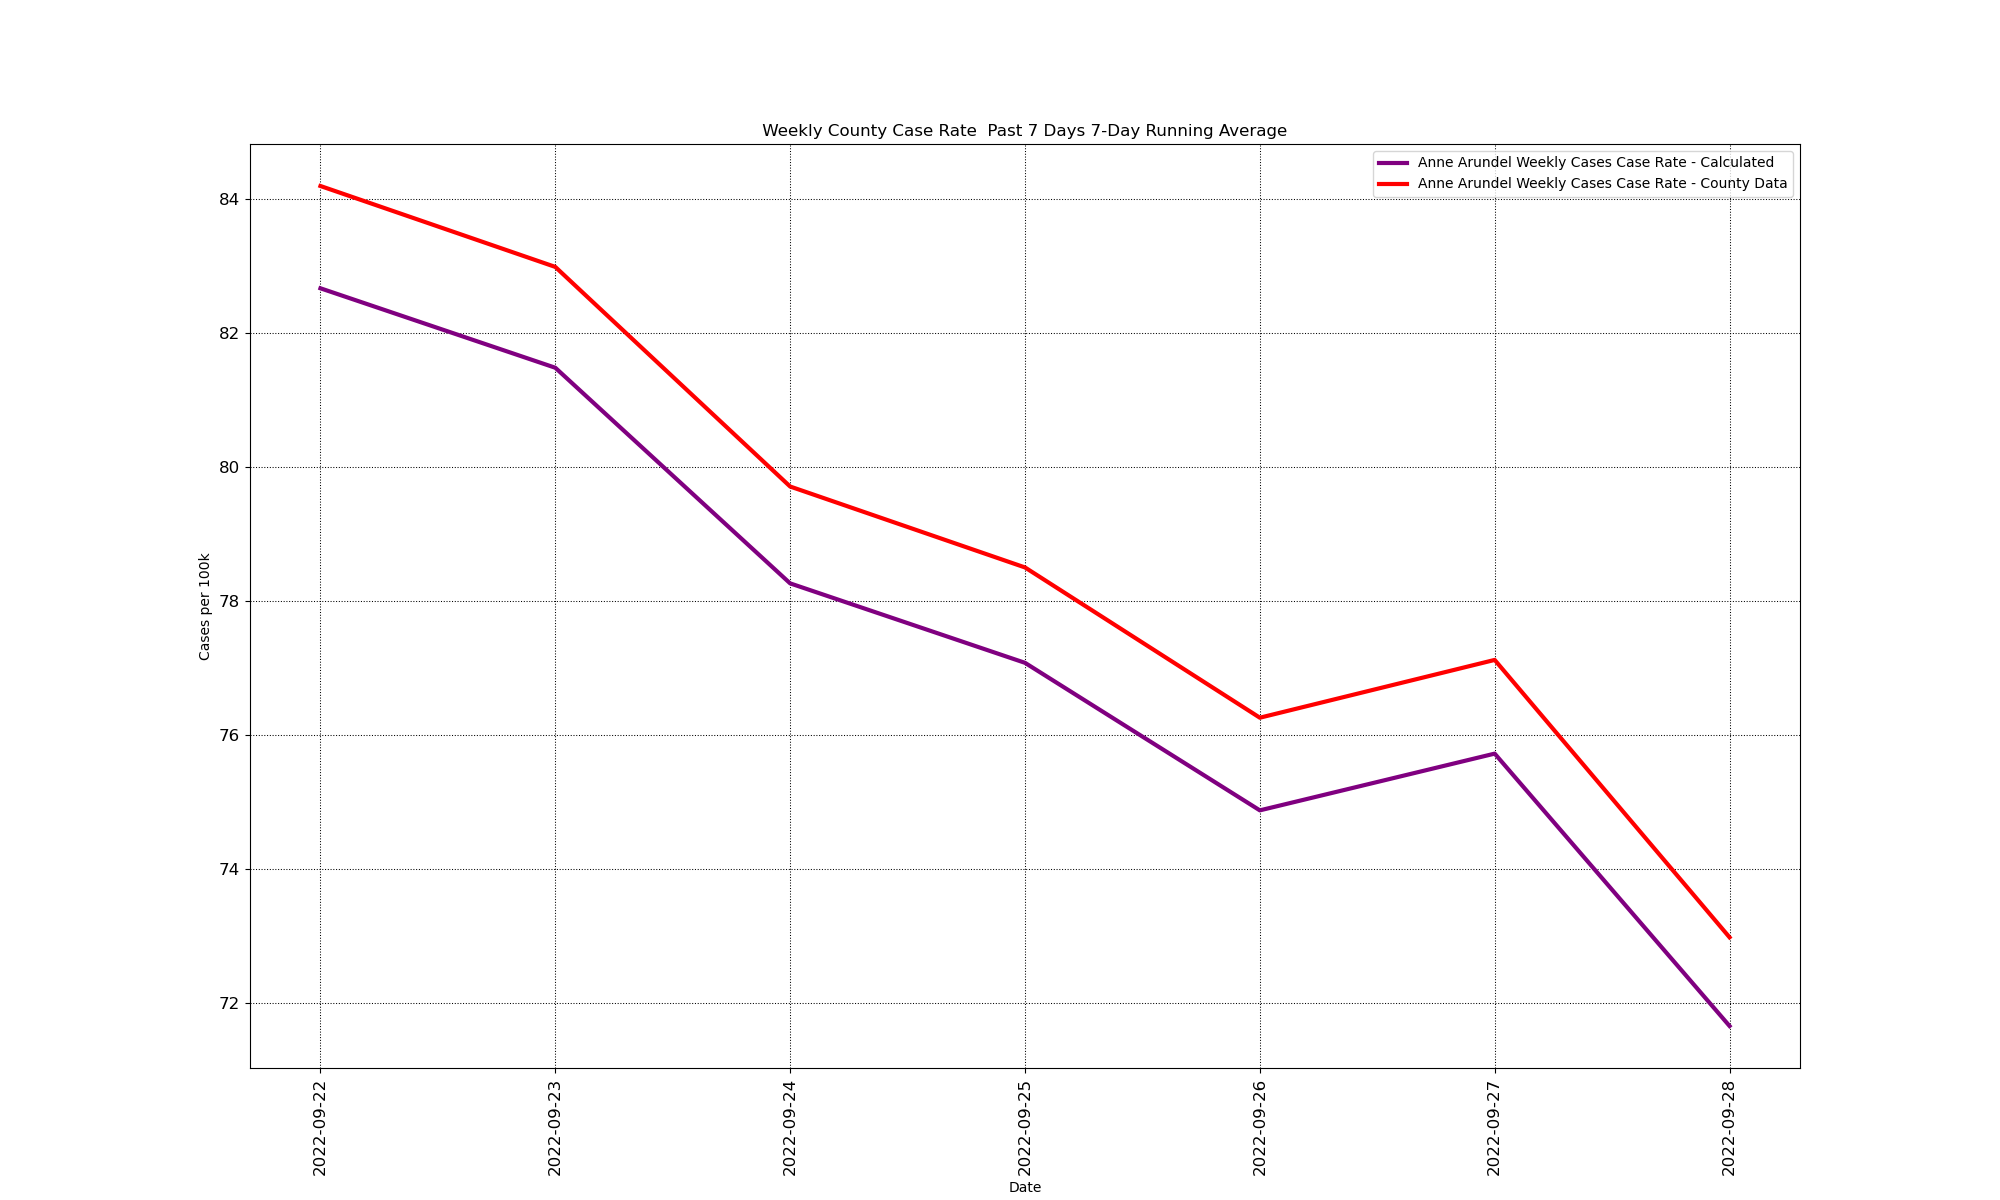 Weekly County Case Rate  Past 7 Days 7-Day Running Average
Anne Arundel Weekly Cases Case Rate - Calculated
Anne Arundel Weekly Cases Case Rate - County Data
Cases per 100k
84
82
80
78
76
74
72
2022-09-22
2022-09-23
2022-09-24
2022-09-25
2022-09-26
2022-09-27
2022-09-28
Date